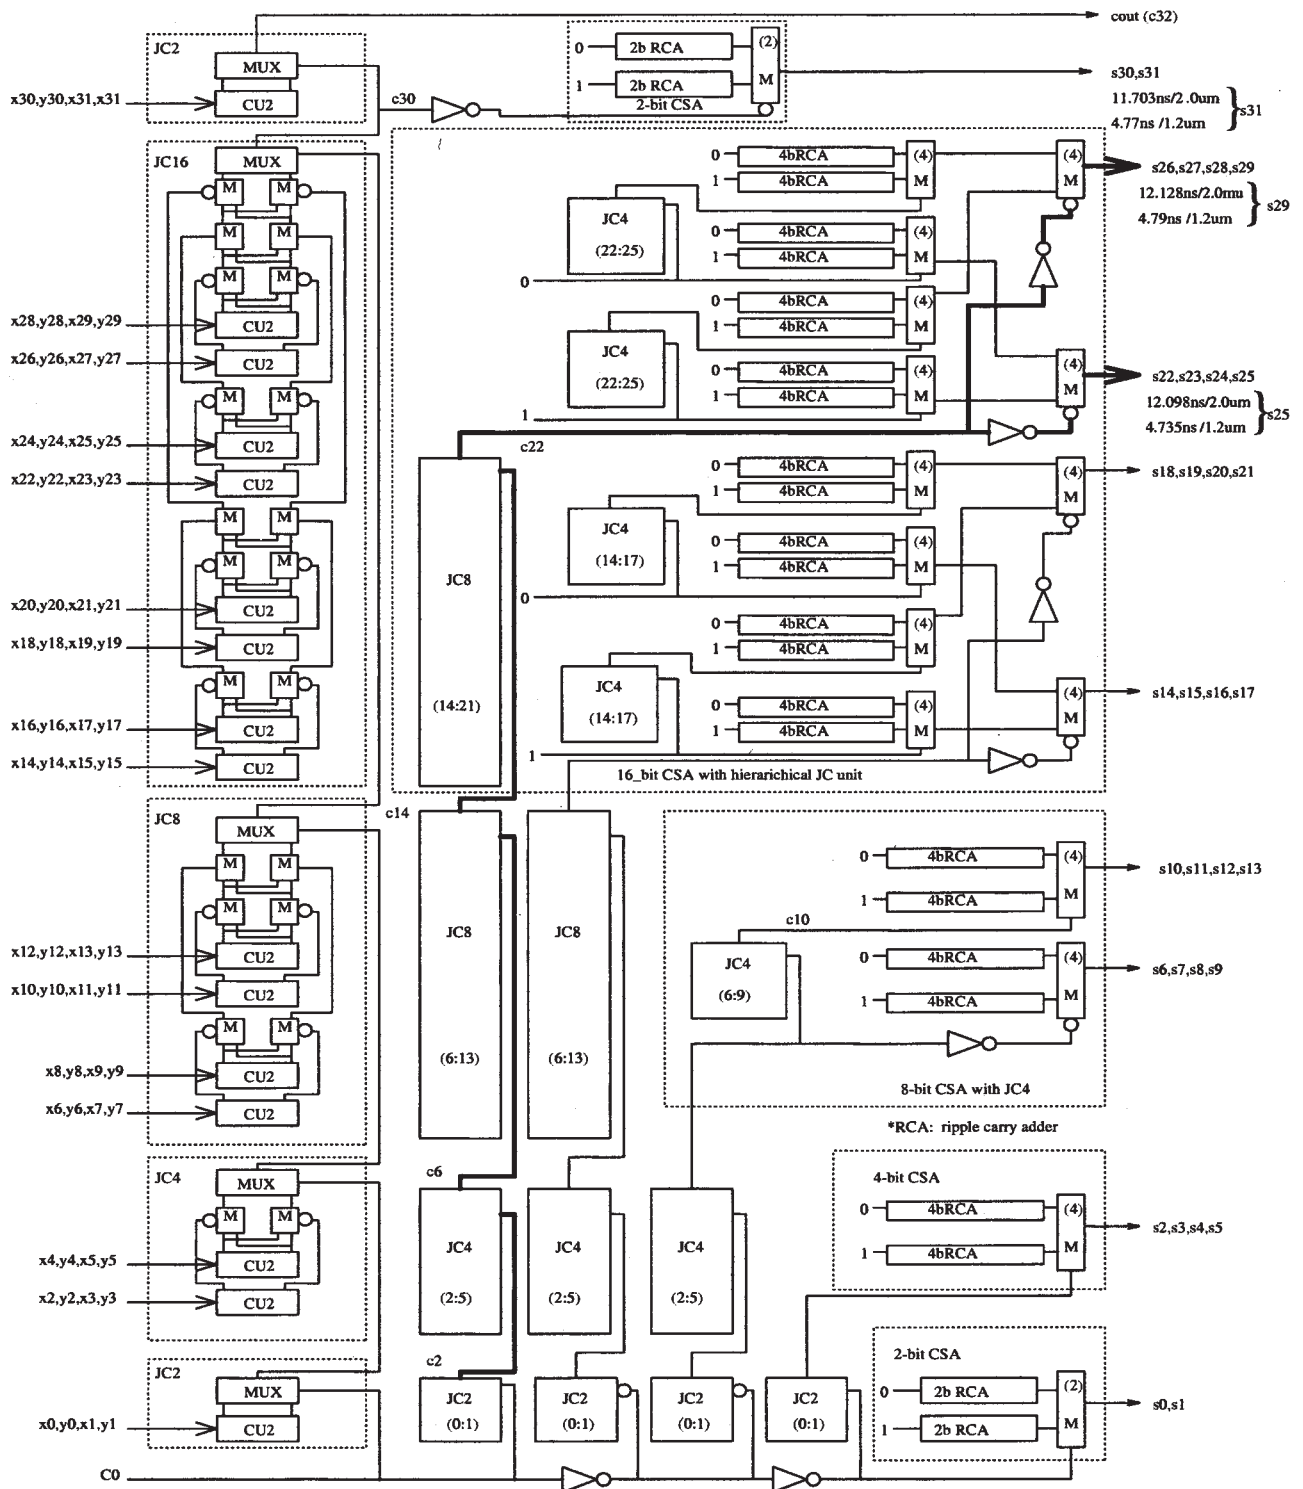 cout (c32)
JC2
MUX
CU2
x30,y30,x31,x31
c30
0
2b RCA
1
2b RCA
(2)
M
2-bit CSA
s30,s31
11.703ns/2.0um
4.77ns /1.2um
s31
JC16
MUX
M
M
M
M
M
M
x28,y28,x29,y29
CU2
x26,y26,x27,y27
CU2
M
M
x24,y24,x25,y25
CU2
x22,y22,x23,y23
CU2
M
M
M
M
x20,y20,x21,y21
CU2
x18,y18,x19,y19
CU2
M
M
x16,y16,x17,y17
CU2
x14,y14,x15,y15
CU2
0
4bRCA
1
4bRCA
(4)
M
JC4
(22:25)
0
0
4bRCA
1
4bRCA
(4)
M
0
4bRCA
1
4bRCA
(4)
M
JC4
(22:25)
1
0
4bRCA
1
4bRCA
(4)
M
(4)
M
s26,s27,s28,s29
12.128ns/2.0mu
4.79ns /1.2um
s29
(4)
M
s22,s23,s24,s25
12.098ns/2.0um
4.735ns/1.2um
s25
c22
JC8
(14:21)
0
4bRCA
1
4bRCA
(4)
M
JC4
(14:17)
0
0
4bRCA
1
4bRCA
(4)
M
0
4bRCA
1
4bRCA
(4)
M
JC4
(14:17)
1
0
4bRCA
1
4bRCA
(4)
M
(4)
M
s18,s19,s20,s21
(4)
M
s14,s15,s16,s17
16_bit CSA with hierarichical JC unit
JC8
MUX
M
M
M
M
x12,y12,x13,y13
CU2
x10,y10,x11,y11
CU2
M
M
x8,y8,x9,y9
CU2
x6,y6,x7,y7
CU2
c14
JC8
(6:13)
JC8
(6:13)
0
4bRCA
1
4bRCA
(4)
M
s10,s11,s12,s13
c10
JC4
(6:9)
0
4bRCA
1
4bRCA
(4)
M
s6,s7,s8,s9
8-bit CSA with JC4
*RCA: ripple carry adder
JC4
MUX
M
M
x4,y4,x5,y5
CU2
x2,y2,x3,y3
CU2
c6
JC4
(2:5)
JC4
(2:5)
JC4
(2:5)
4-bit CSA
0
4bRCA
1
4bRCA
(4)
M
s2,s3,s4,s5
JC2
MUX
x0,y0,x1,y1
CU2
c2
JC2
(0:1)
JC2
(0:1)
JC2
(0:1)
JC2
(0:1)
2-bit CSA
0
2b RCA
1
2b RCA
(2)
M
s0,s1
C0